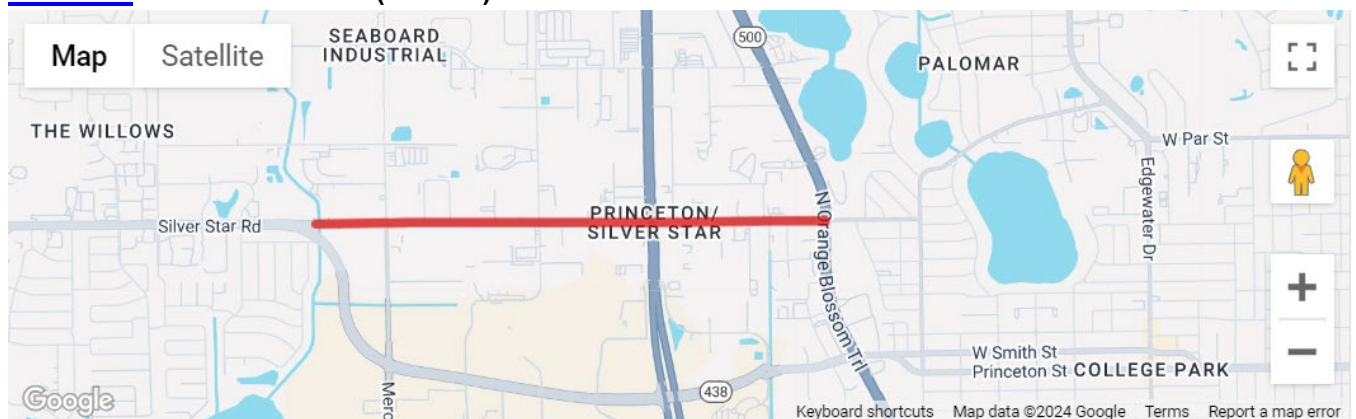 Map
Satellite
SEABOARD
INDUSTRIAL
500
PALOMAR
THE WILLOWS
W Par St
Edgewater Dr
Silver Star Rd
PRINCETON/
SILVER STAR
N Orange Blossom Trl
W Smith St
Princeton St
COLLEGE PARK
438
Merc
Google
Keyboard shortcuts
Map data ©2024 Google
Terms
Report a map error